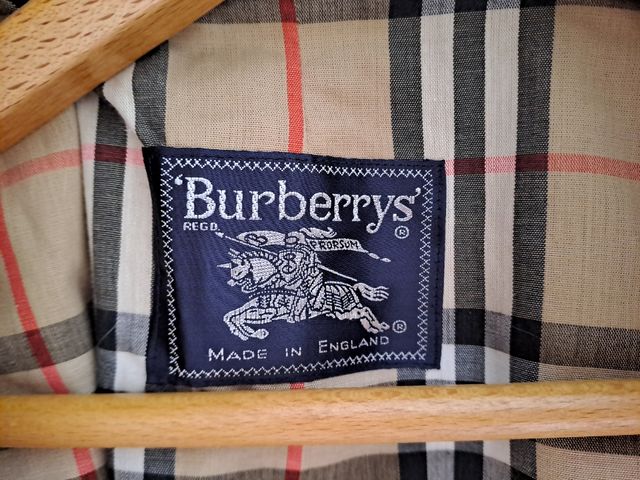 'Burberrys'
REGD.
®
PRORSUM
®
MADE IN ENGLAND